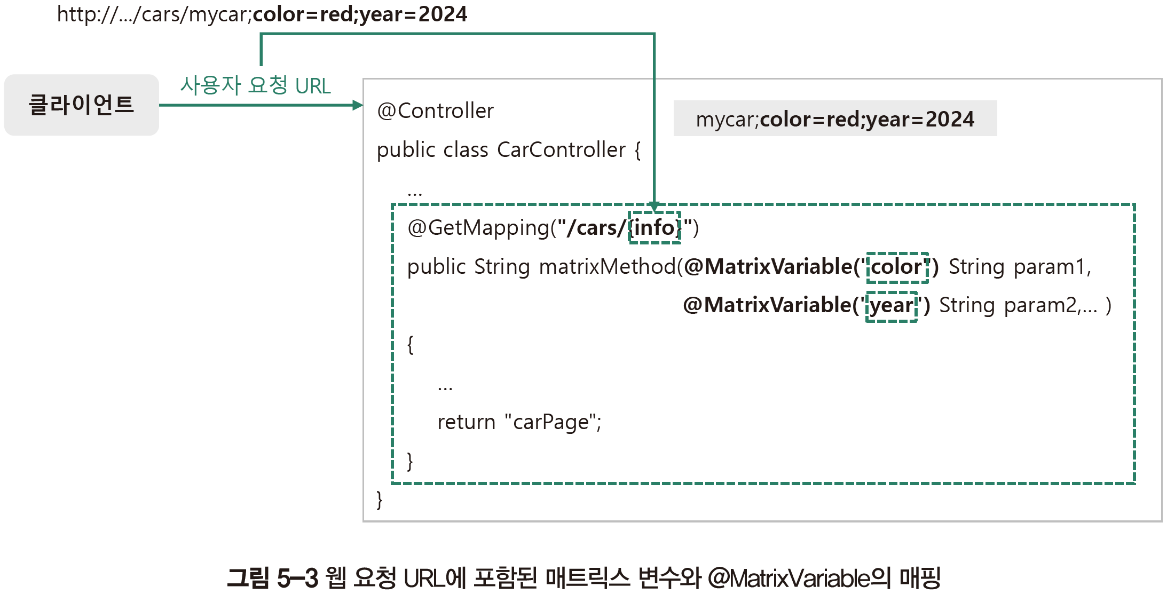 http://.../cars/mycar;color=red;year=2024
사용자 요청 URL
클라이언트
@Controller
mycar;color=red;year=2024
public class CarController {
...
@GetMapping("/cars/{info}")
public String matrixMethod(@MatrixVariable("color") String param1,
@MatrixVariable("year") String param2,... )
{
...
return "carPage";
}
}
그림 5-3 웹 요청 URL에 포함된 매트릭스 변수와 @MatrixVariable의 매핑